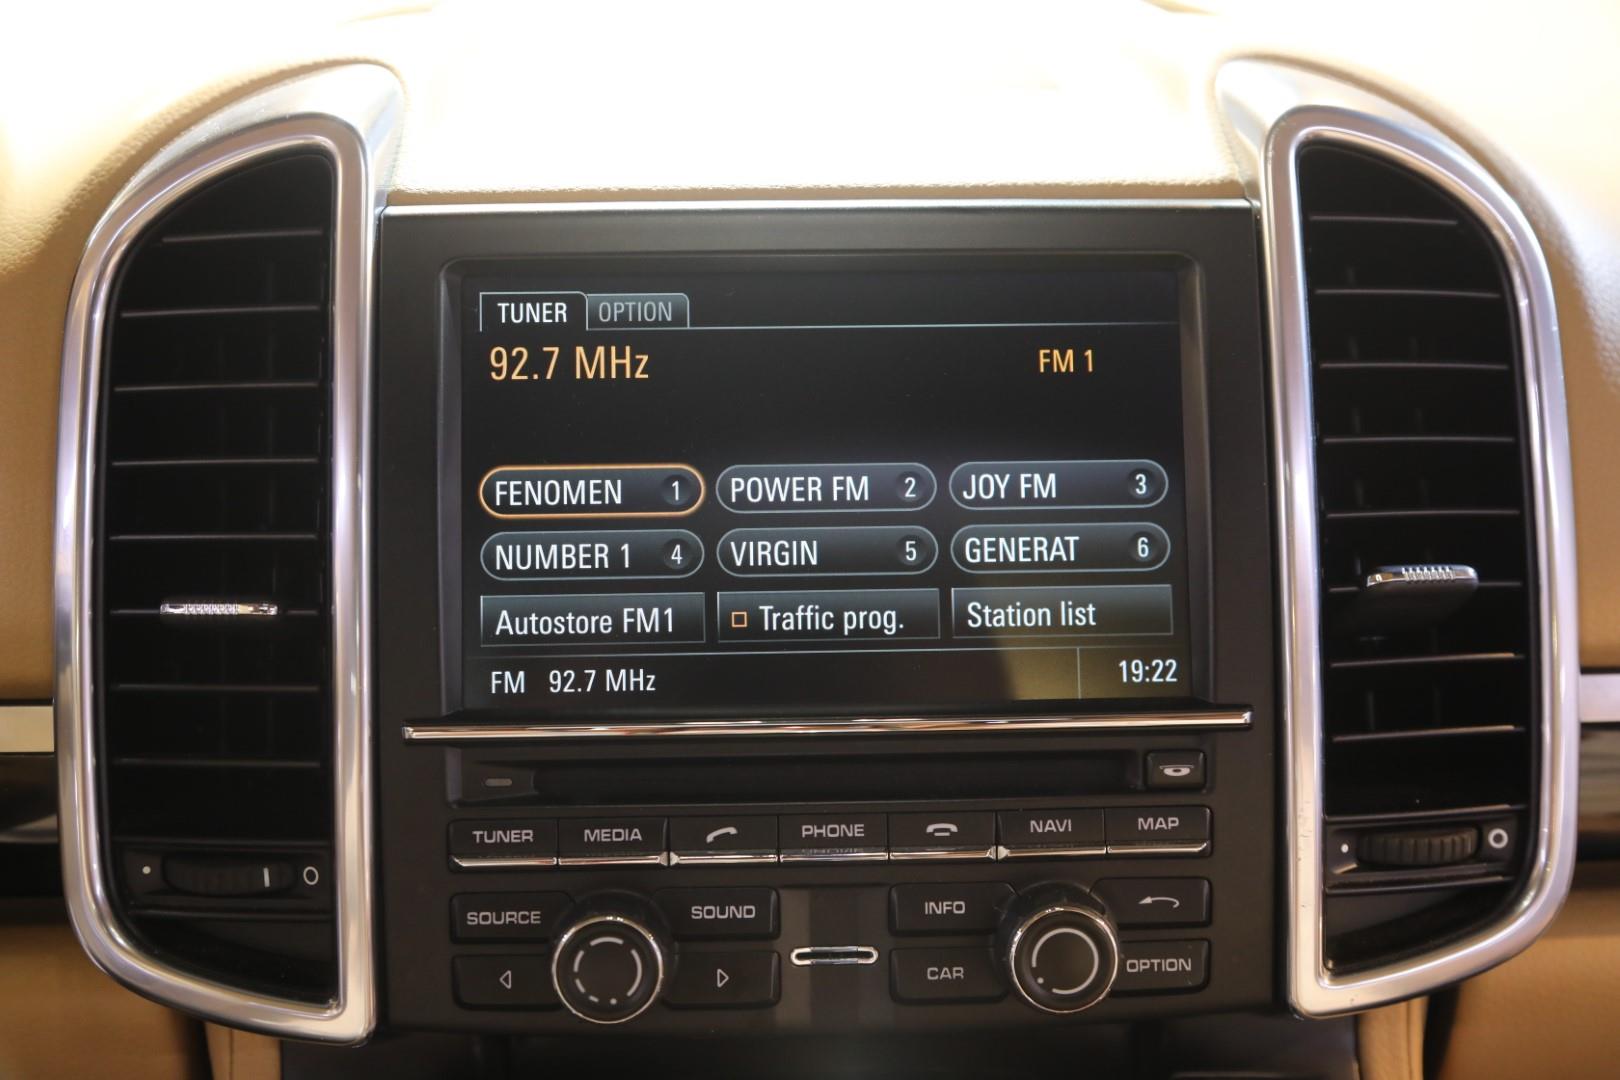 TUNER OPTION
92.7 MHz FM 1
FENOMEN 1 POWER FM 2 JOY FM 3
NUMBER 1 4 VIRGIN 5 GENERAT 6
Autostore FM1 Traffic prog. Station list
FM 92.7 MHz 19:22
TUNER MEDIA PHONE NAVI MAP
SOURCE SOUND INFO
CAR OPTION